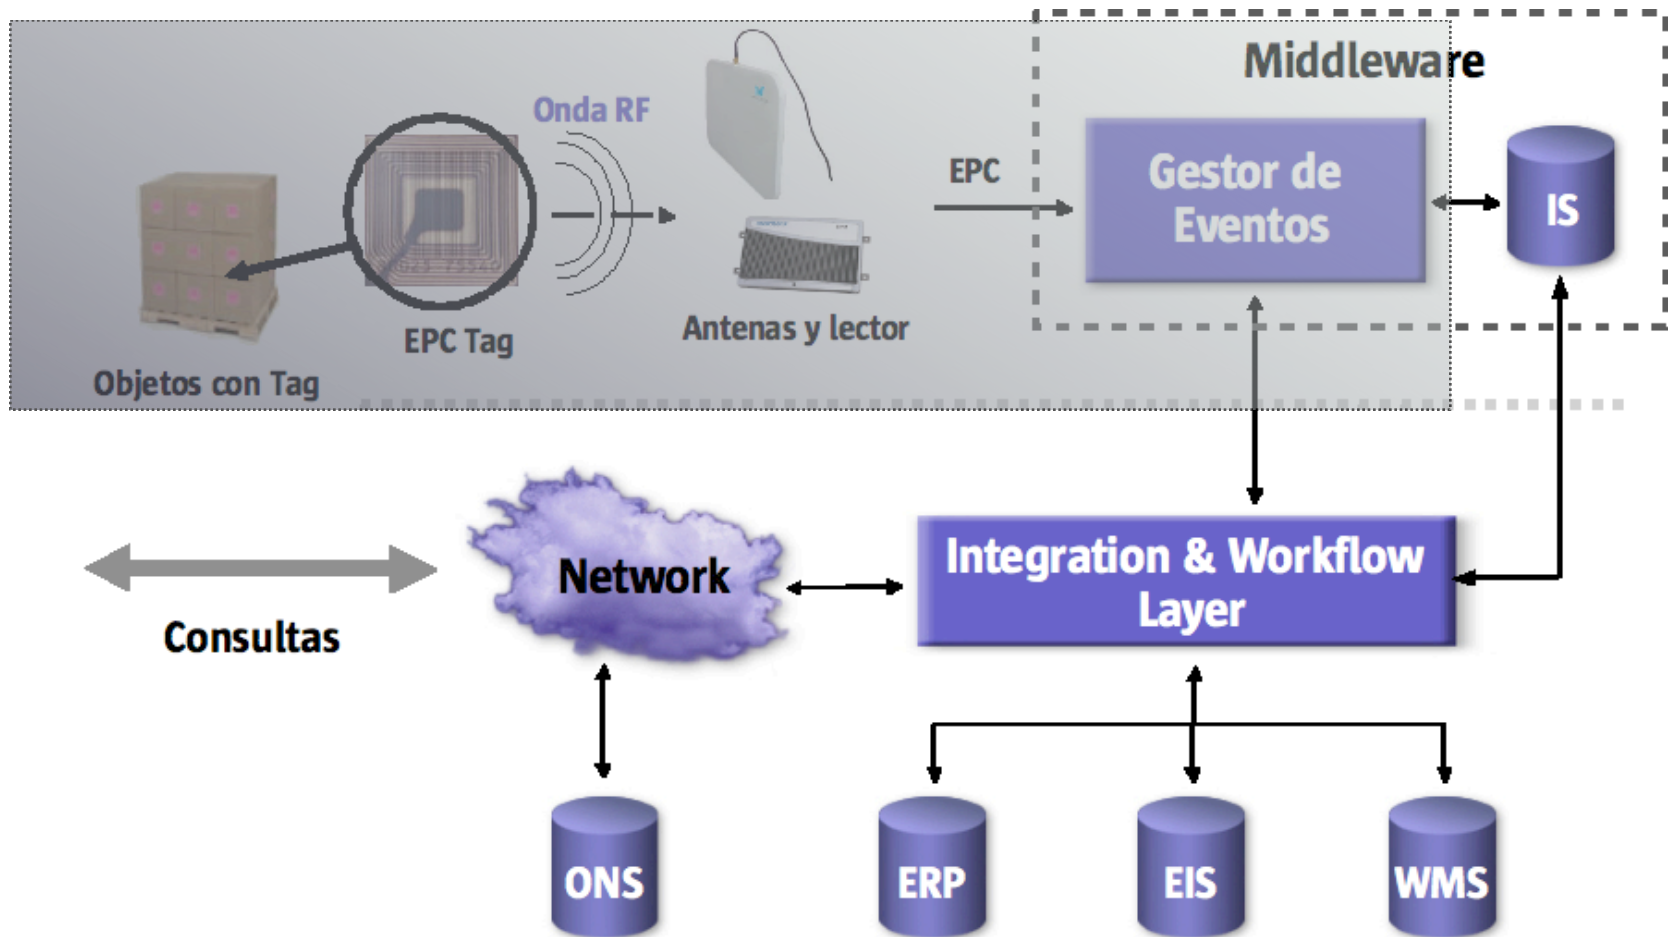 Middleware
Onda RF
EPC
Gestor de
Eventos
IS
EPC Tag
Antenas y lector
Objetos con Tag
Network
Integration & Workflow
Layer
Consultas
ONS
ERP
EIS
WMS